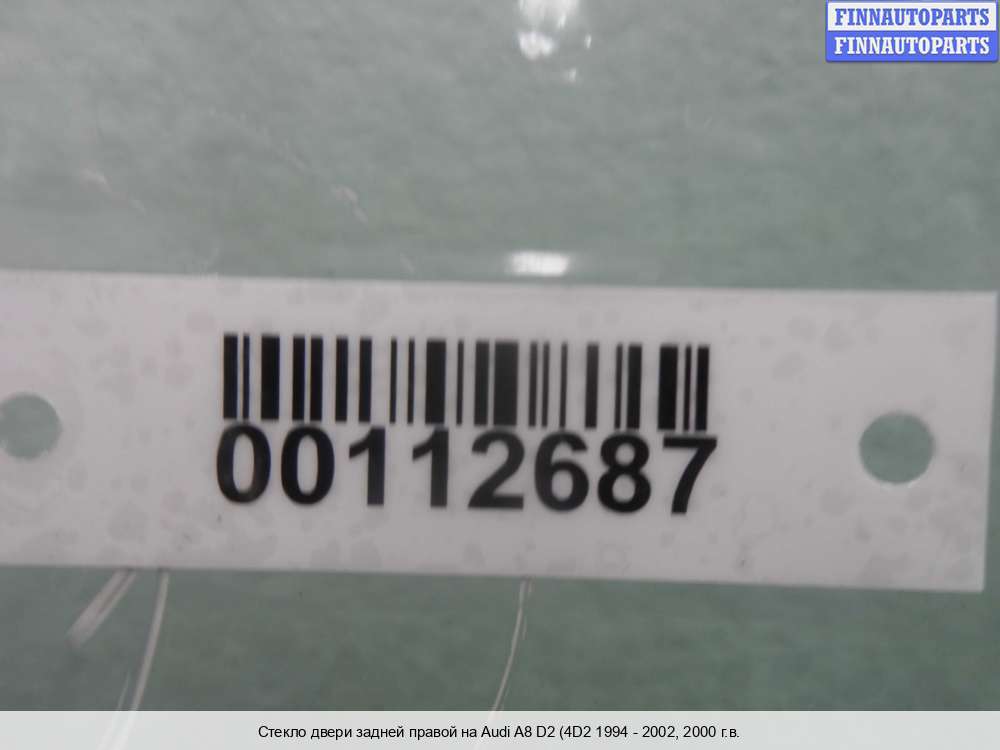 FINNAUTOPARTS
FINNAUTOPARTS
00112687
Стекло двери задней правой на Audi A8 D2 (4D2 1994 - 2002, 2000 г.в.